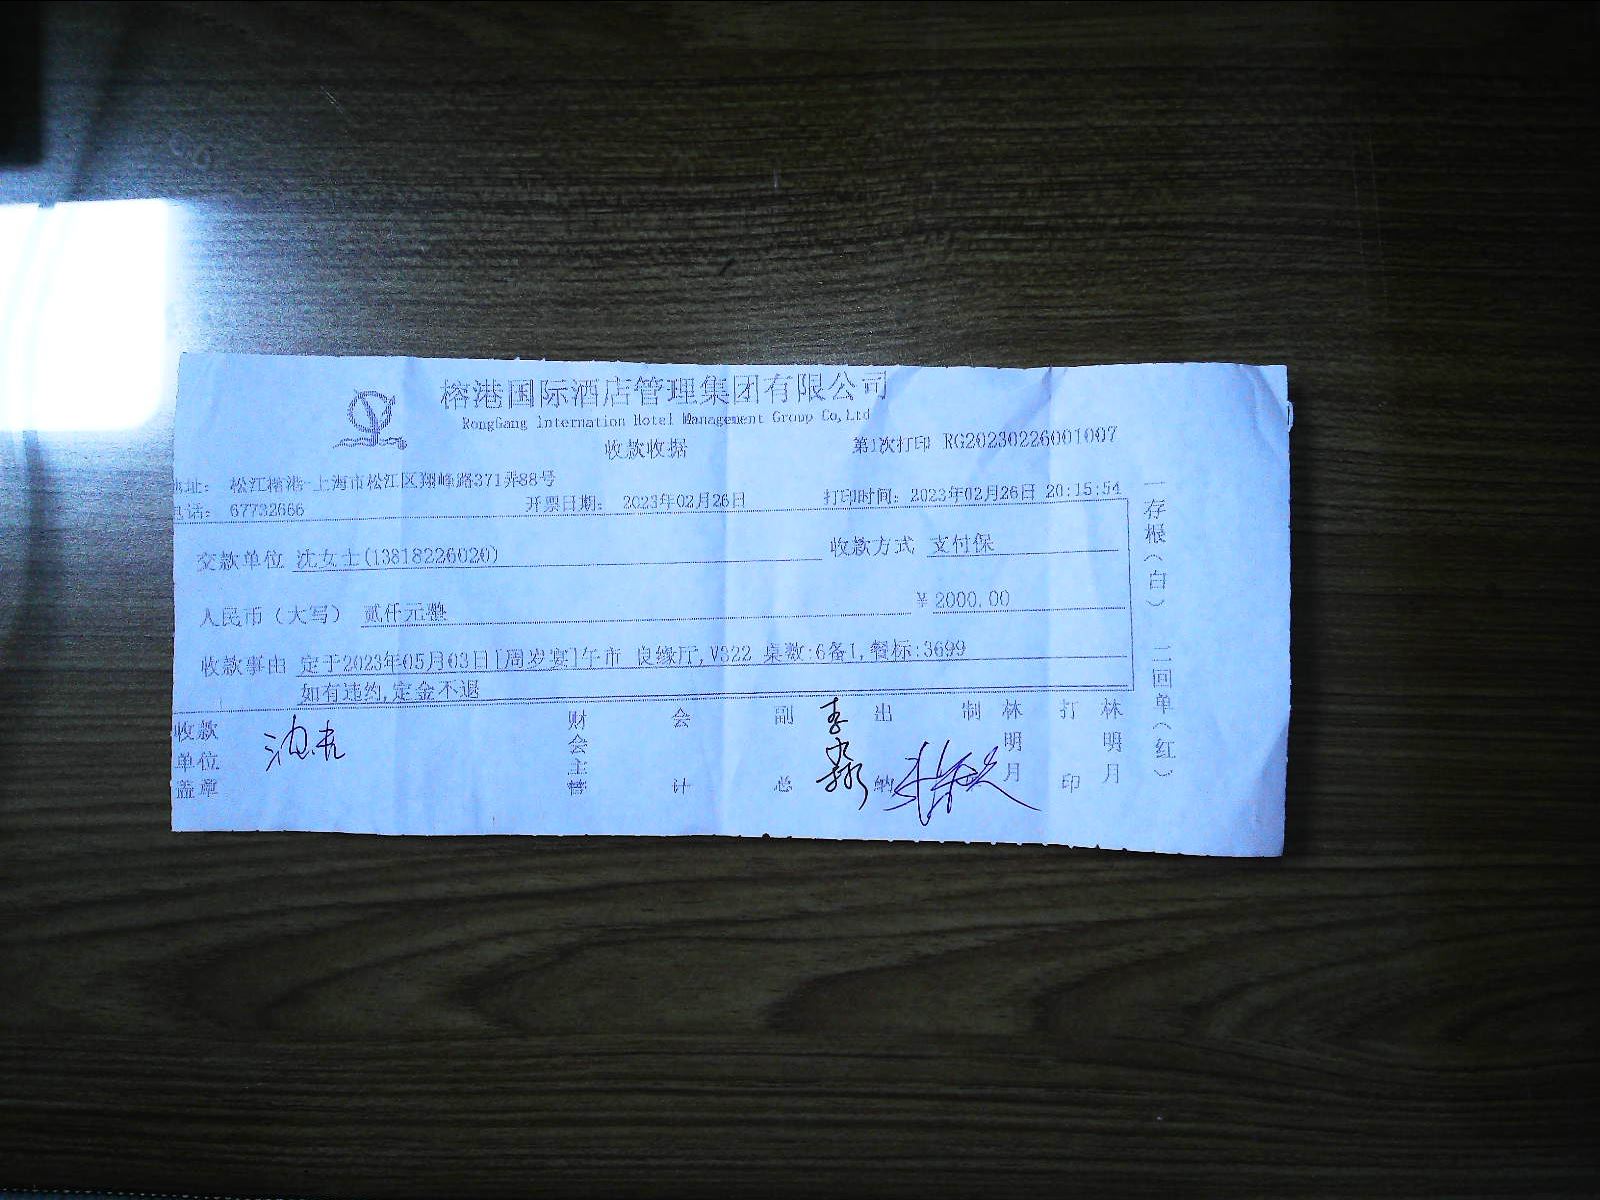 榕港国际酒店管理集团有限公司
RongGang Internation Hotel Management Group Co,Ltd
收款收据
第1次打印 RG20230226001007
地址： 松江榕港-上海市松江区翔峰路371弄88号
电话： 67732666
开票日期： 2023年02月26日
打印时间：2023年02月26日 20:15:54
交款单位 沈女士(13818226020)
收款方式 支付保
人民币（大写） 贰仟元整
￥2000.00
收款事由 定于2023年05月03日[周岁宴]午市 良缘厅,V322 桌数:6备1,餐标:3699
如有违约,定金不退
收款单位盖章
财会主管
会计
副总
出纳
制
林明月
打印
林明月
一存根（白） 二回单（红）